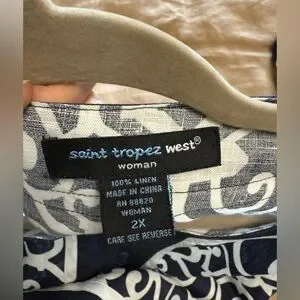 saint tropez west®
woman
100% LINEN
MADE IN CHINA
RN 88820
WOMAN
2X
CARE SEE REVERSE